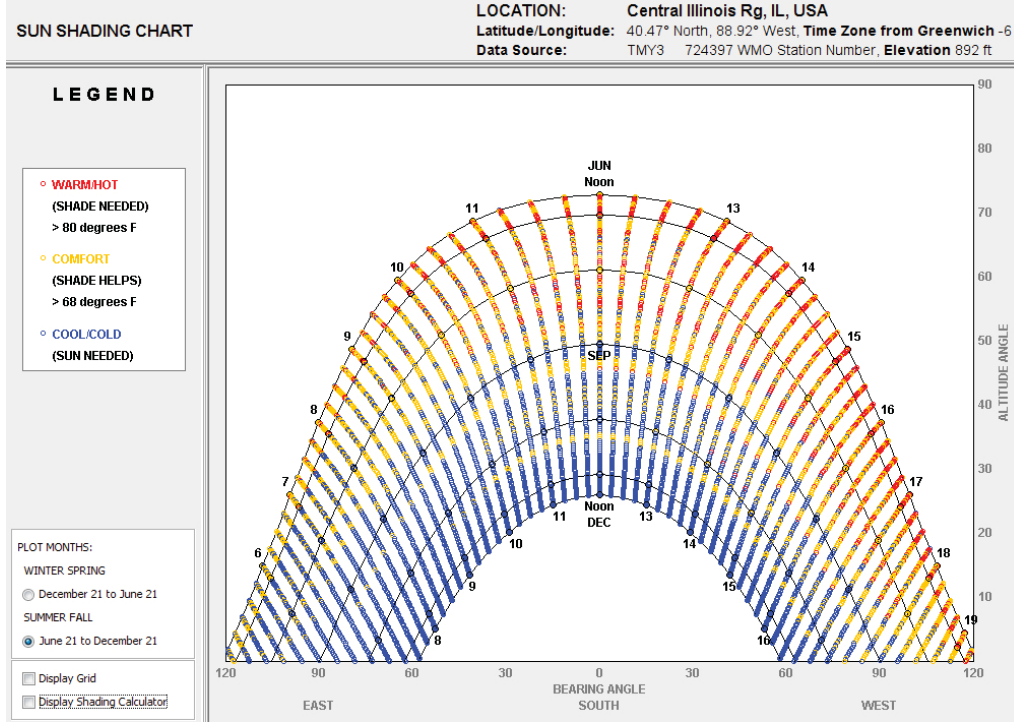 SUN SHADING CHART
LOCATION: Central Illinois Rg, IL, USA
Latitude/Longitude: 40.47° North, 88.92° West, Time Zone from Greenwich -6
Data Source: TMY3 724397 WMO Station Number, Elevation 892 ft
LEGEND
WARM/HOT
(SHADE NEEDED)
> 80 degrees F
COMFORT
(SHADE HELPS)
> 68 degrees F
COOL/COLD
(SUN NEEDED)
PLOT MONTHS:
WINTER SPRING
December 21 to June 21
SUMMER FALL
June 21 to December 21
Display Grid
Display Shading Calculator
90
80
70
60
50
40
30
20
10
ALTITUDE ANGLE
JUN
Noon
11 13
10 14
9 15
8 16
7 17
6 18
19
SEP
Noon
DEC
11 13
10 14
9 15
8 16
120 90 60 30 0 30 60 90 120
BEARING ANGLE
EAST SOUTH WEST